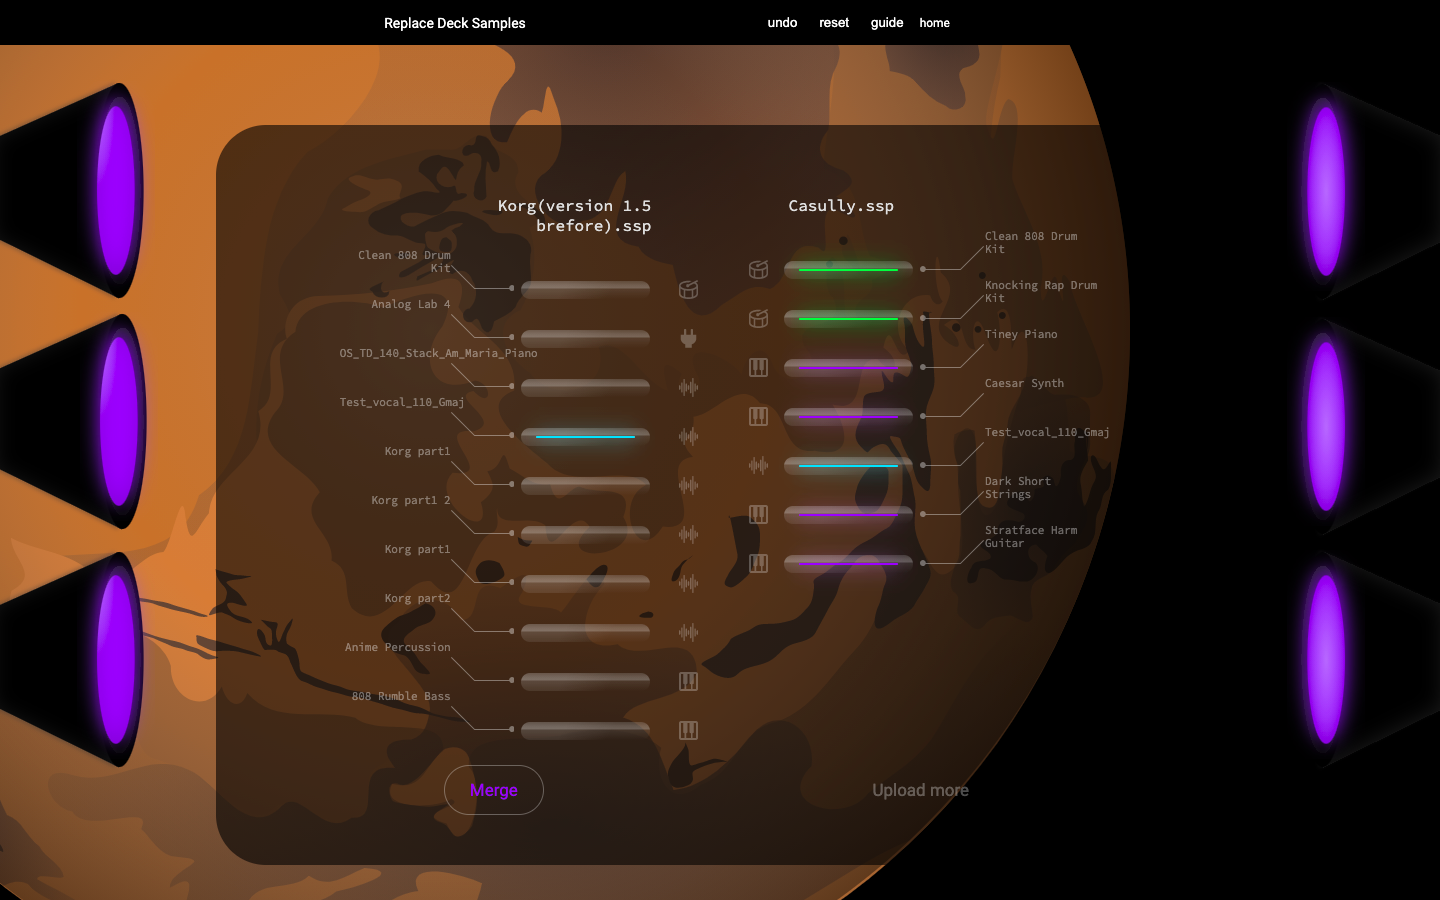 Replace Deck Samples
undo reset guide home
Korg(version 1.5
brefore).ssp
Clean 808 Drum
Kit
Analog Lab 4
OS_TD_140_Stack_Am_Maria_Piano
Test_vocal_110_Gmaj
Korg part1
Korg part1 2
Korg part1
Korg part2
Anime Percussion
808 Rumble Bass
Casully.ssp
Clean 808 Drum
Kit
Knocking Rap Drum
Kit
Tiney Piano
Caesar Synth
Test_vocal_110_Gmaj
Dark Short
Strings
Stratface Harm
Guitar
Merge
Upload more